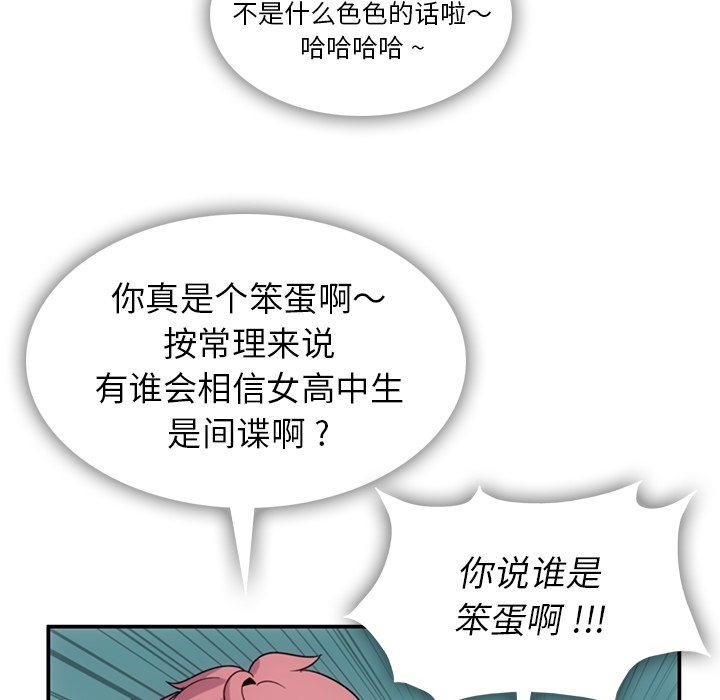 不是什么色色的话啦～
哈哈哈哈~
你真是个笨蛋啊～
按常理来说
有谁会相信女高中生
是间谍啊？
你说谁是
笨蛋啊!!!